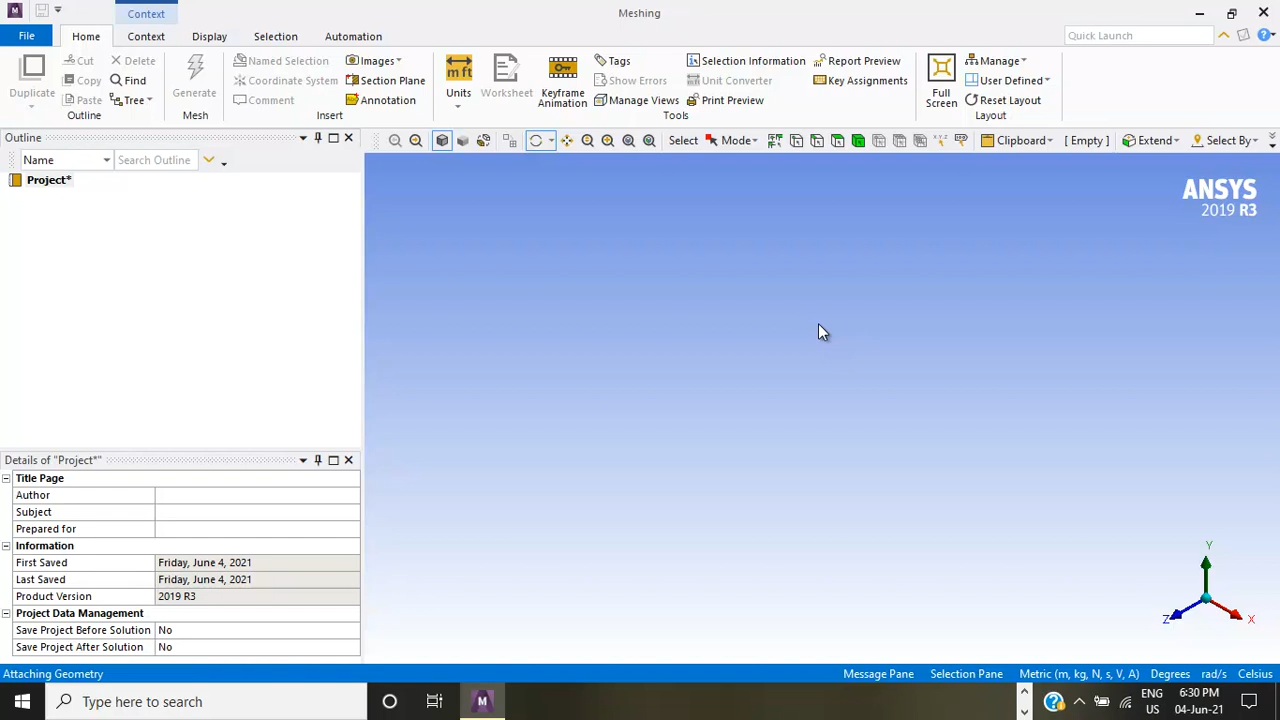 Context
Meshing
File
Home
Context
Display
Selection
Automation
Quick Launch
Duplicate
Cut
Copy
Paste
Delete
Find
Tree
Outline
Generate
Mesh
Named Selection
Coordinate System
Comment
Images
Section Plane
Annotation
Insert
Units
Worksheet
Keyframe
Animation
Tags
Show Errors
Manage Views
Selection Information
Unit Converter
Print Preview
Report Preview
Key Assignments
Tools
Full
Screen
Manage
User Defined
Reset Layout
Layout
Outline
Name
Search Outline
Project*
Select
Mode
Clipboard
[ Empty ]
Extend
Select By
ANSYS
2019 R3
Details of "Project*"
Title Page
Author
Subject
Prepared for
Information
First Saved Friday, June 4, 2021
Last Saved Friday, June 4, 2021
Product Version 2019 R3
Project Data Management
Save Project Before Solution No
Save Project After Solution No
Y
Z
X
Attaching Geometry
Message Pane
Selection Pane
Metric (m, kg, N, s, V, A)
Degrees
rad/s
Celsius
Type here to search
ENG
US
6:30 PM
04-Jun-21